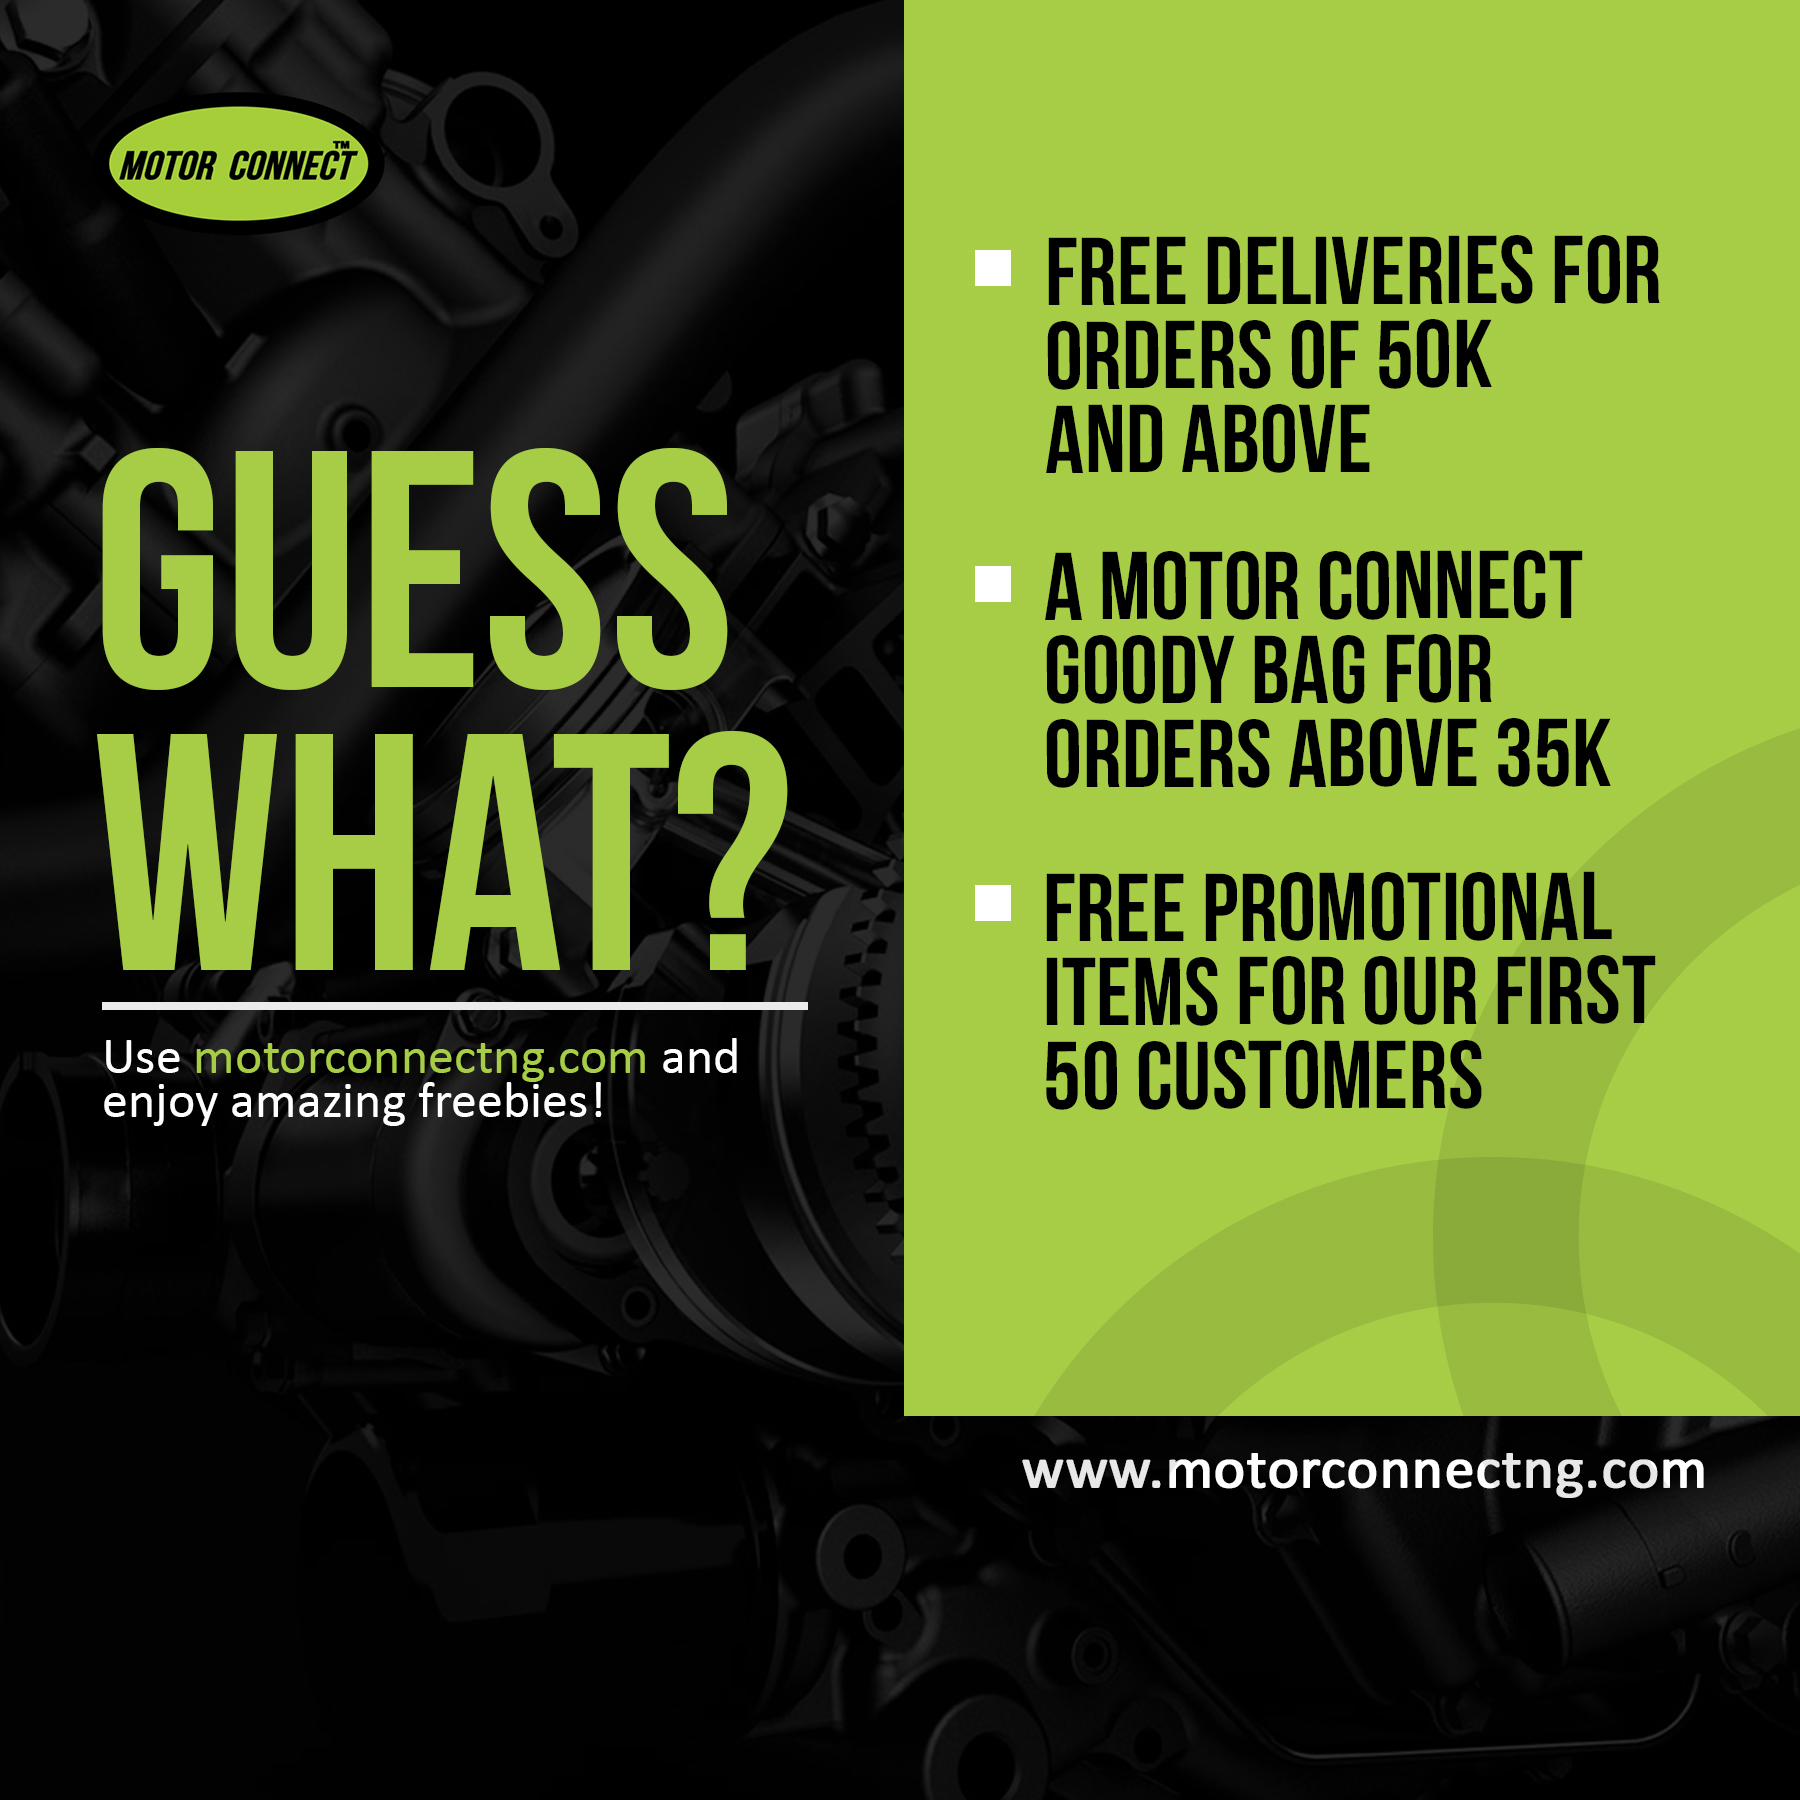 MOTOR CONNECT™
GUESS
WHAT?
Use motorconnectng.com and
enjoy amazing freebies!
FREE DELIVERIES FOR
ORDERS OF 50K
AND ABOVE
A MOTOR CONNECT
GOODY BAG FOR
ORDERS ABOVE 35K
FREE PROMOTIONAL
ITEMS FOR OUR FIRST
50 CUSTOMERS
www.motorconnectng.com